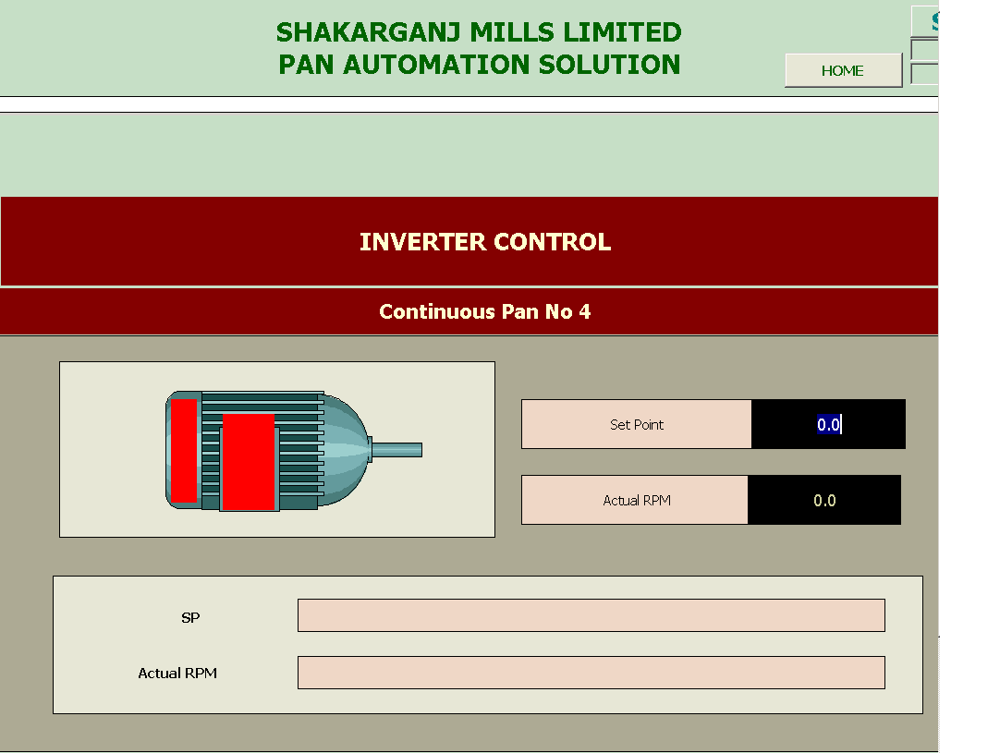 SHAKARGANJ MILLS LIMITED
PAN AUTOMATION SOLUTION
HOME
INVERTER CONTROL
Continuous Pan No 4
Set Point 0.0
Actual RPM 0.0
SP
Actual RPM